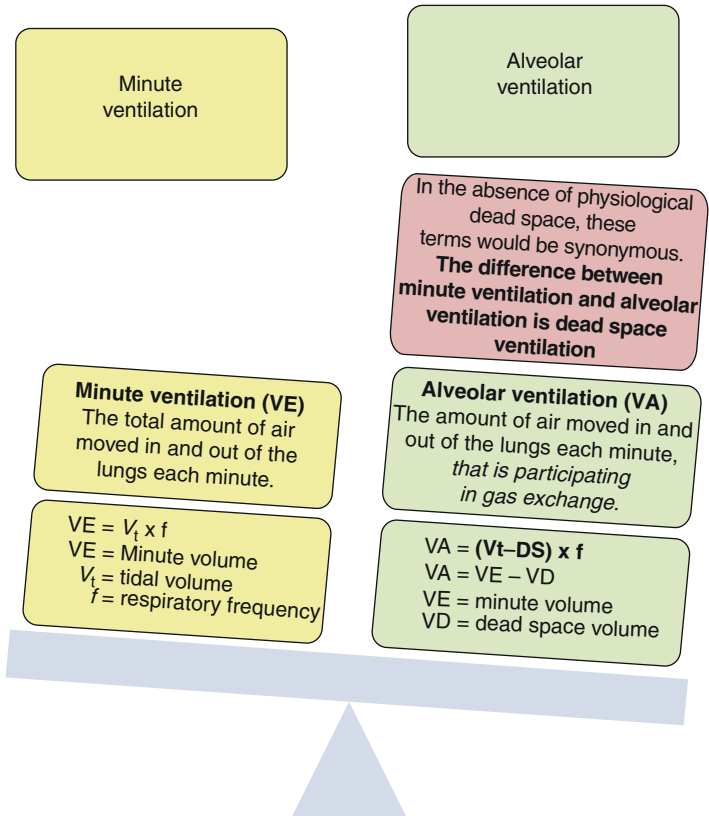 Minute
ventilation
Alveolar
ventilation
In the absence of physiological
dead space, these
terms would be synonymous.
The difference between
minute ventilation and alveolar
ventilation is dead space
ventilation
Minute ventilation (VE)
The total amount of air
moved in and out of the
lungs each minute.
Alveolar ventilation (VA)
The amount of air moved in and
out of the lungs each minute,
that is participating
in gas exchange.
VE = Vt x f
VE = Minute volume
Vt = tidal volume
f = respiratory frequency
VA = (Vt–DS) x f
VA = VE – VD
VE = minute volume
VD = dead space volume